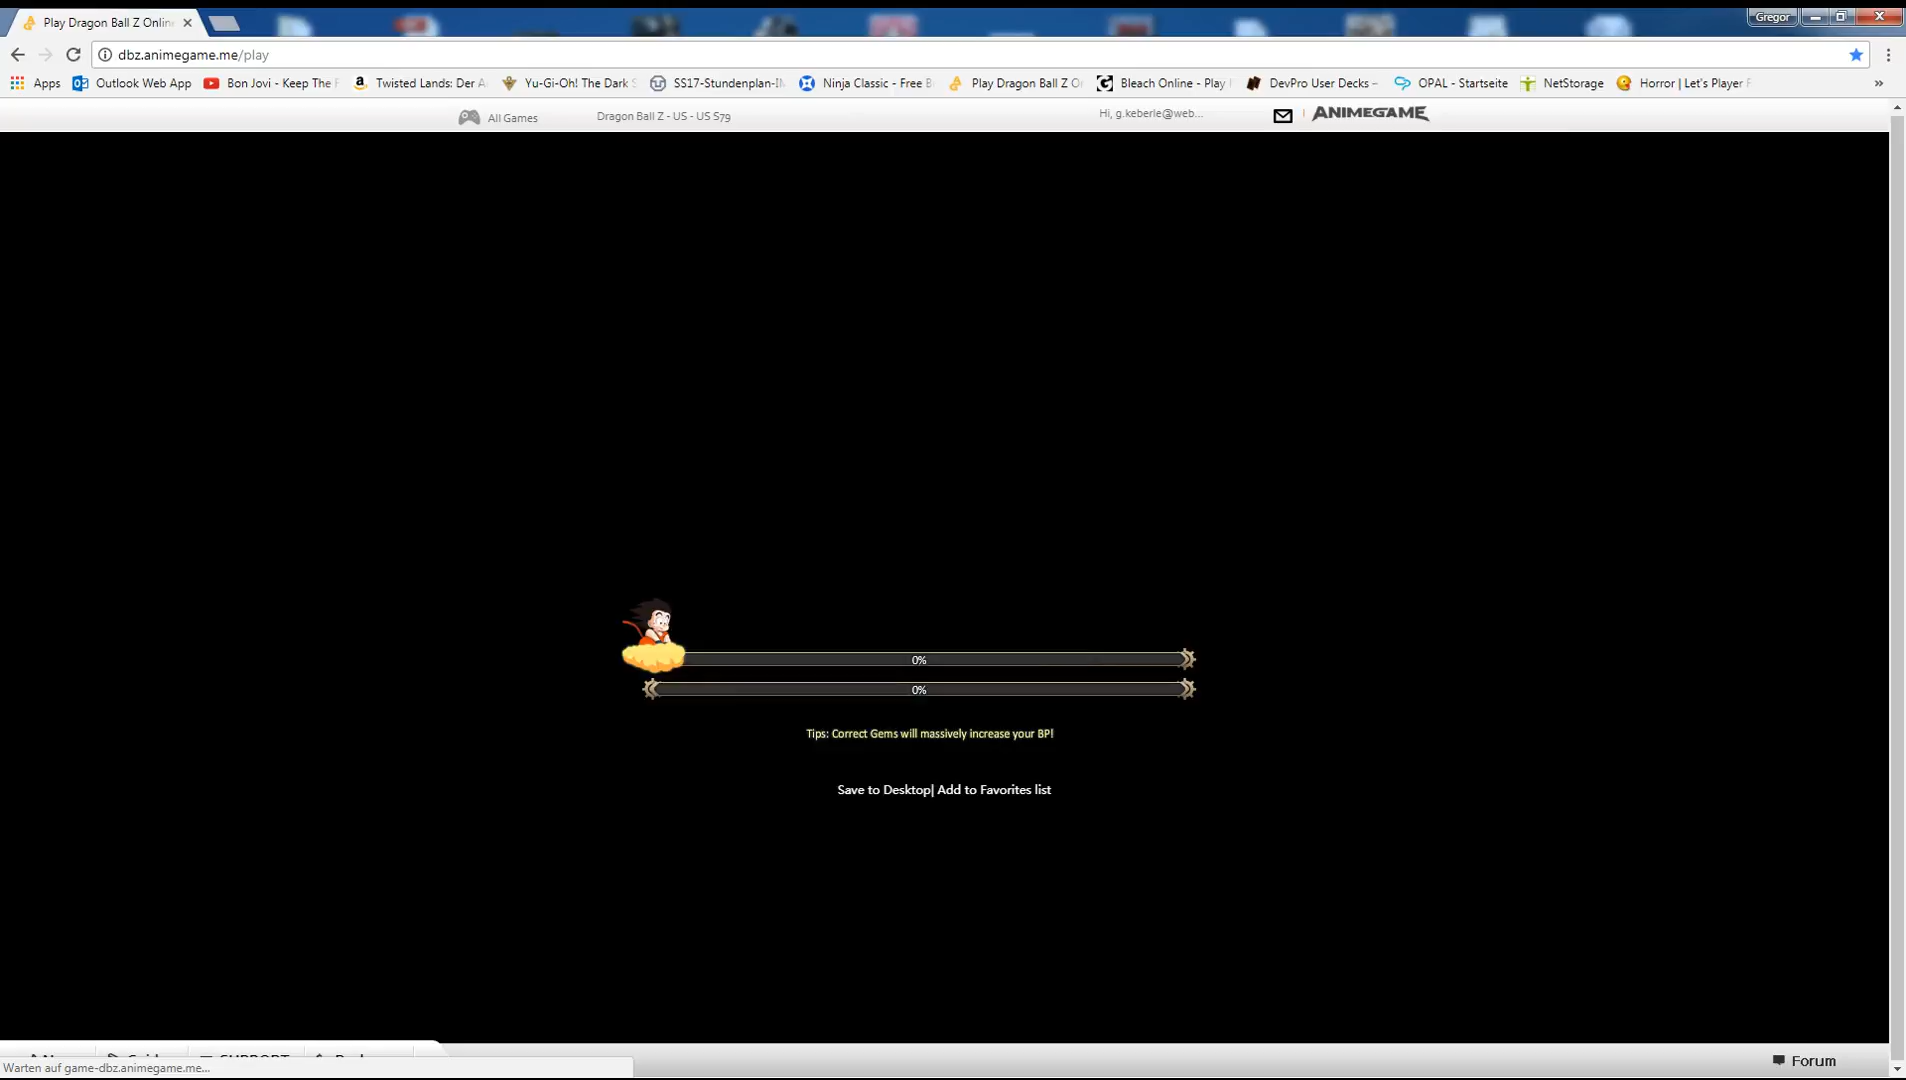 Play Dragon Ball Z Onlin
Gregor
dbz.animegame.me/play
Apps
Outlook Web App
Bon Jovi - Keep The F
Twisted Lands: Der A
Yu-Gi-Oh! The Dark S
SS17-Stundenplan-IM
Ninja Classic - Free B
Play Dragon Ball Z O
Bleach Online - Play
DevPro User Decks -
OPAL - Startseite
NetStorage
Horror | Let's Player F
All Games
Dragon Ball Z - US - US S79
Hi, g.keberle@web...
ANIMEGAME
0%
0%
Tips: Correct Gems will massively increase your BP!
Save to Desktop| Add to Favorites list
SUPPORT
Warten auf game-dbz.animegame.me...
Forum